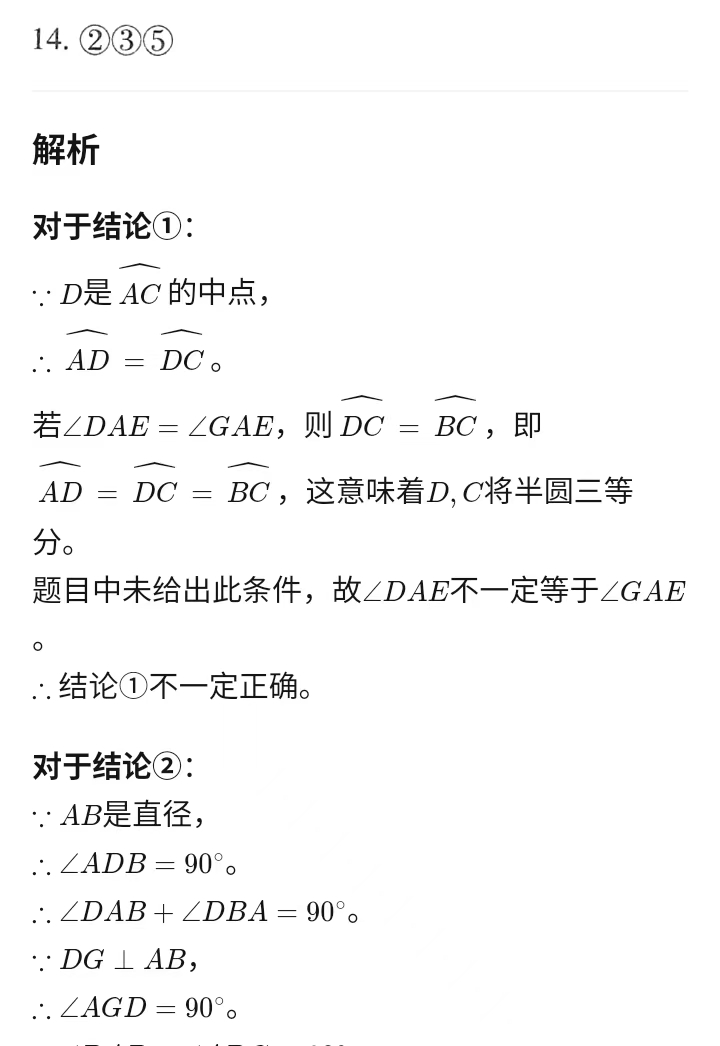 14. ②③⑤
解析
对于结论①：
∵ D是 AC 的中点，
∴ AD = DC 。
若∠DAE = ∠GAE，则 DC = BC ，即
AD = DC = BC ，这意味着D, C将半圆三等
分。
题目中未给出此条件，故∠DAE不一定等于∠GAE
。
∴ 结论①不一定正确。
对于结论②：
∵ AB是直径，
∴ ∠ADB = 90°。
∴ ∠DAB + ∠DBA = 90°。
∵ DG ⊥ AB，
∴ ∠AGD = 90°。